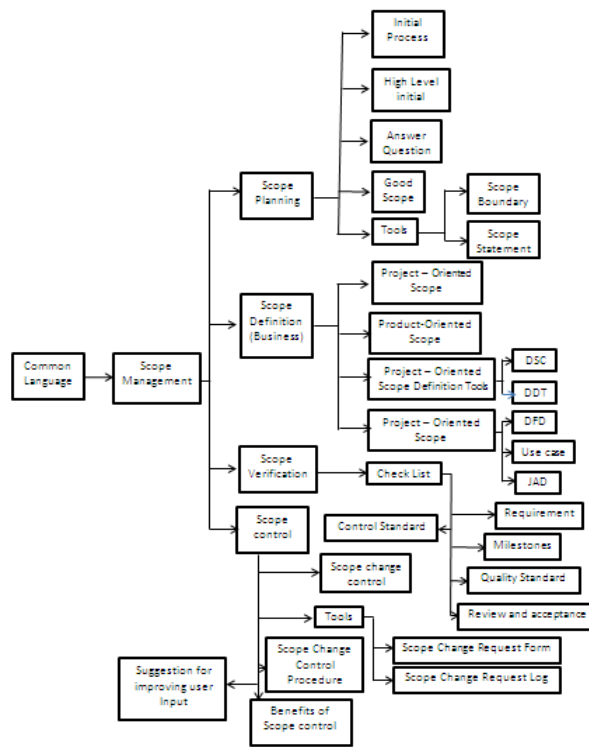 Initial
Process
High Level
initial
Answer
Question
Good
Scope
Scope
Planning
Tools
Scope
Boundary
Scope
Statement
Project – Oriented
Scope
Scope
Definition
(Business)
Product-Oriented
Scope
Common
Language
Scope
Management
Project – Oriented
Scope Definition Tools
DSC
DDT
Project – Oriented
Scope
DFD
Use case
JAD
Scope
Verification
Check List
Requirement
Scope
control
Control Standard
Milestones
Scope change
control
Quality Standard
Tools
Review and acceptance
Scope Change Request Form
Scope Change
Control
Procedure
Scope Change Request Log
Suggestion for
improving user
Input
Benefits of
Scope control